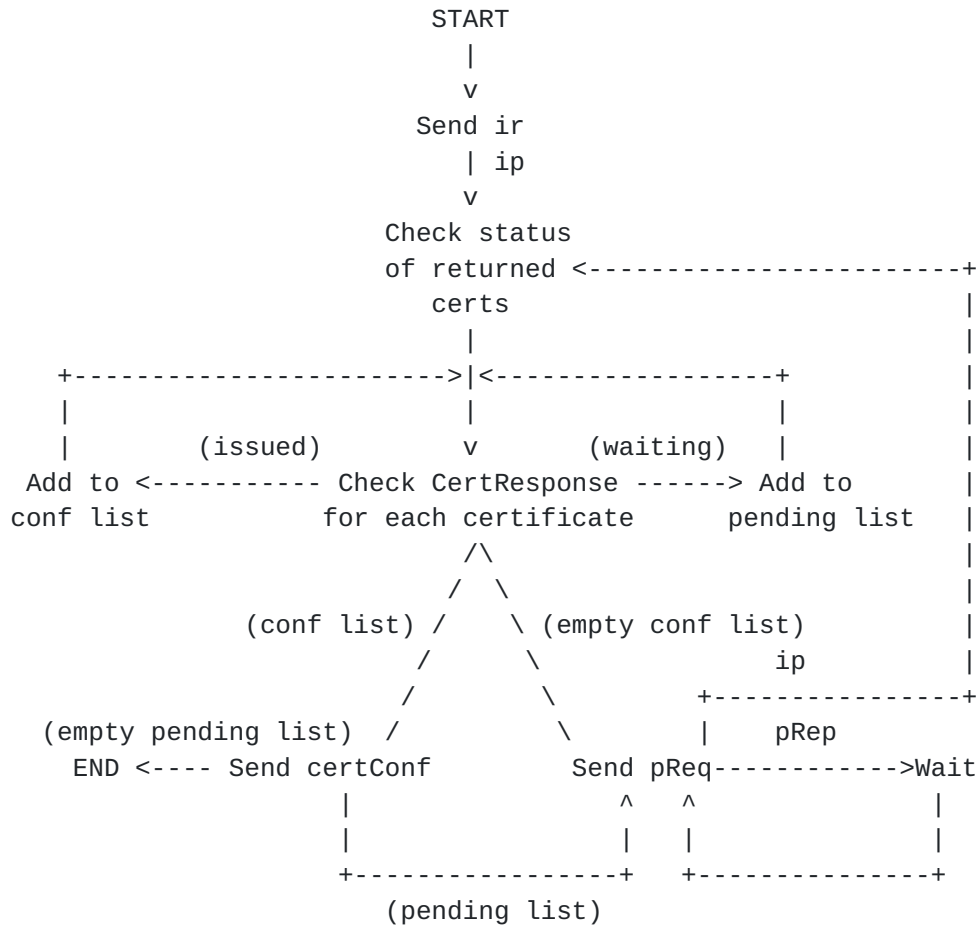 START
|
v
Send ir
| ip
v
Check status
of returned <------------------------+
certs |
| |
+------------------------>|<------------------+ |
| | | |
| (issued) v (waiting) | |
Add to <----------- Check CertResponse ------> Add to |
conf list for each certificate pending list |
/\ |
/ \ |
(conf list) / \ (empty conf list) |
/ \ ip |
/ \ +----------------+
(empty pending list) / \ | pRep
END <---- Send certConf Send pReq------------>Wait
| ^ ^ |
| | | |
+-----------------+ +---------------+
(pending list)